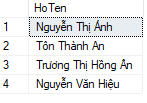 HoTen
1 Nguyễn Thị Ánh
2 Tôn Thành An
3 Trương Thị Hồng Ân
4 Nguyễn Văn Hiệu